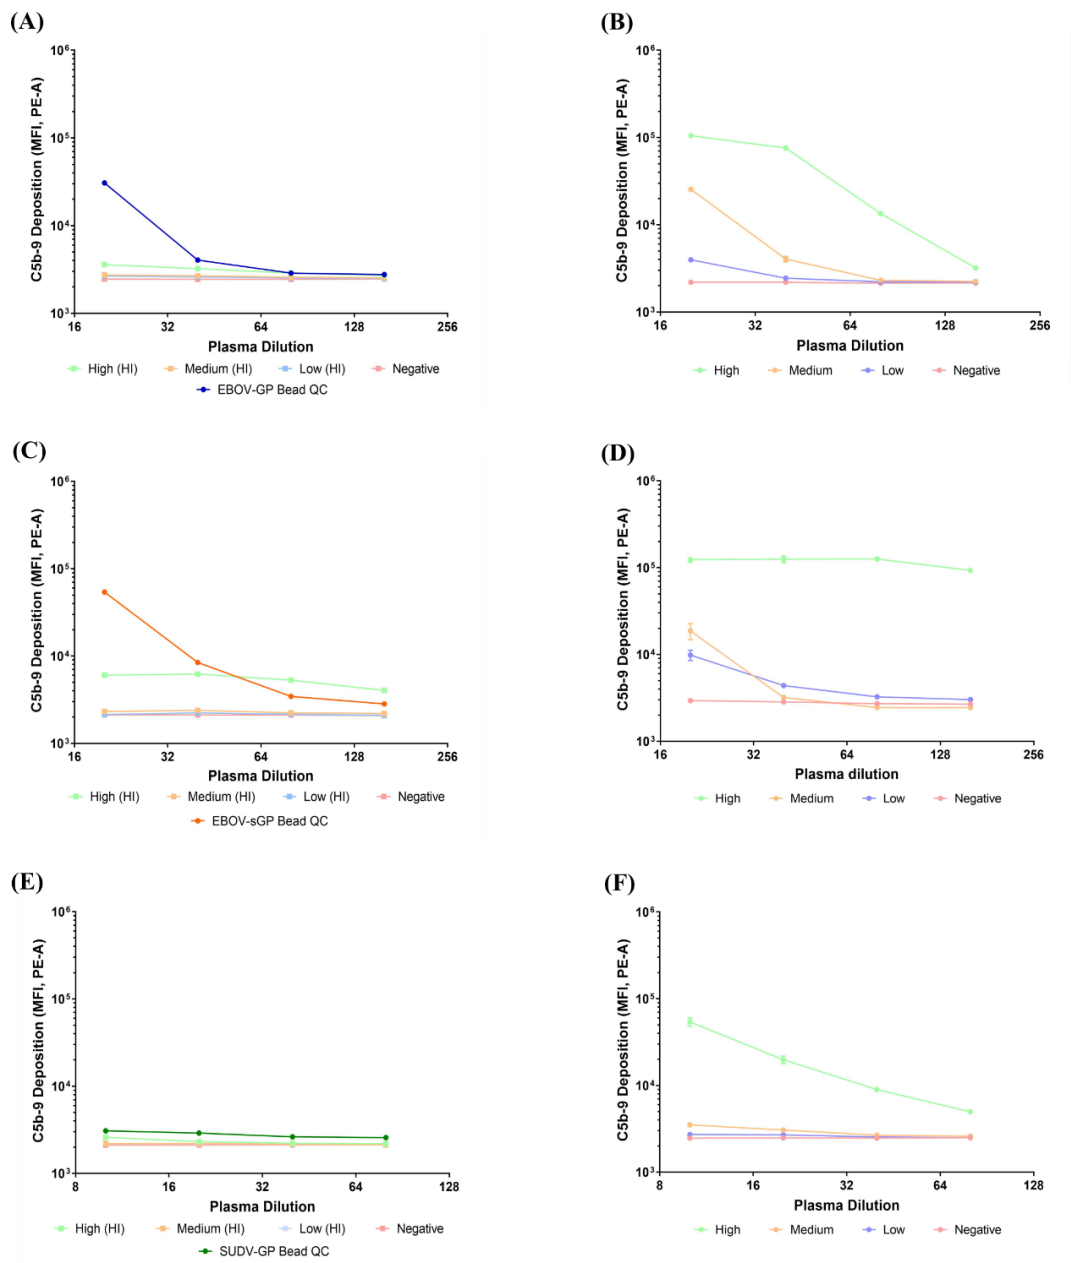 (A)
C5b-9 Deposition (MFI, PE-A)
10⁶
10⁵
10⁴
10³
16 32 64 128 256
Plasma Dilution
High (HI) Medium (HI) Low (HI) Negative
EBOV-GP Bead QC
(B)
C5b-9 Deposition (MFI, PE-A)
10⁶
10⁵
10⁴
10³
16 32 64 128 256
Plasma Dilution
High Medium Low Negative
(C)
C5b-9 Deposition (MFI, PE-A)
10⁶
10⁵
10⁴
10³
16 32 64 128 256
Plasma Dilution
High (HI) Medium (HI) Low (HI) Negative
EBOV-sGP Bead QC
(D)
C5b-9 Deposition (MFI, PE-A)
10⁶
10⁵
10⁴
10³
16 32 64 128 256
Plasma dilution
High Medium Low Negative
(E)
C5b-9 Deposition (MFI, PE-A)
10⁶
10⁵
10⁴
10³
8 16 32 64 128
Plasma Dilution
High (HI) Medium (HI) Low (HI) Negative
SUDV-GP Bead QC
(F)
C5b-9 Deposition (MFI, PE-A)
10⁶
10⁵
10⁴
10³
8 16 32 64 128
Plasma Dilution
High Medium Low Negative